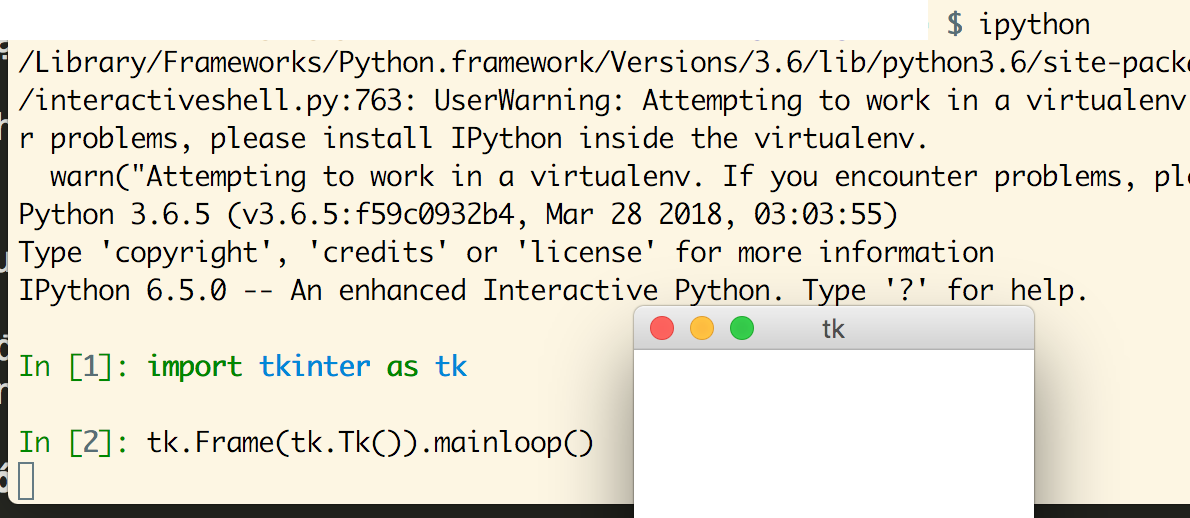 $ ipython
/Library/Frameworks/Python.framework/Versions/3.6/lib/python3.6/site-packa
/interactiveshell.py:763: UserWarning: Attempting to work in a virtualenv
r problems, please install IPython inside the virtualenv.
warn("Attempting to work in a virtualenv. If you encounter problems, ple
Python 3.6.5 (v3.6.5:f59c0932b4, Mar 28 2018, 03:03:55)
Type 'copyright', 'credits' or 'license' for more information
IPython 6.5.0 -- An enhanced Interactive Python. Type '?' for help.
tk
In [1]: import tkinter as tk
In [2]: tk.Frame(tk.Tk()).mainloop()